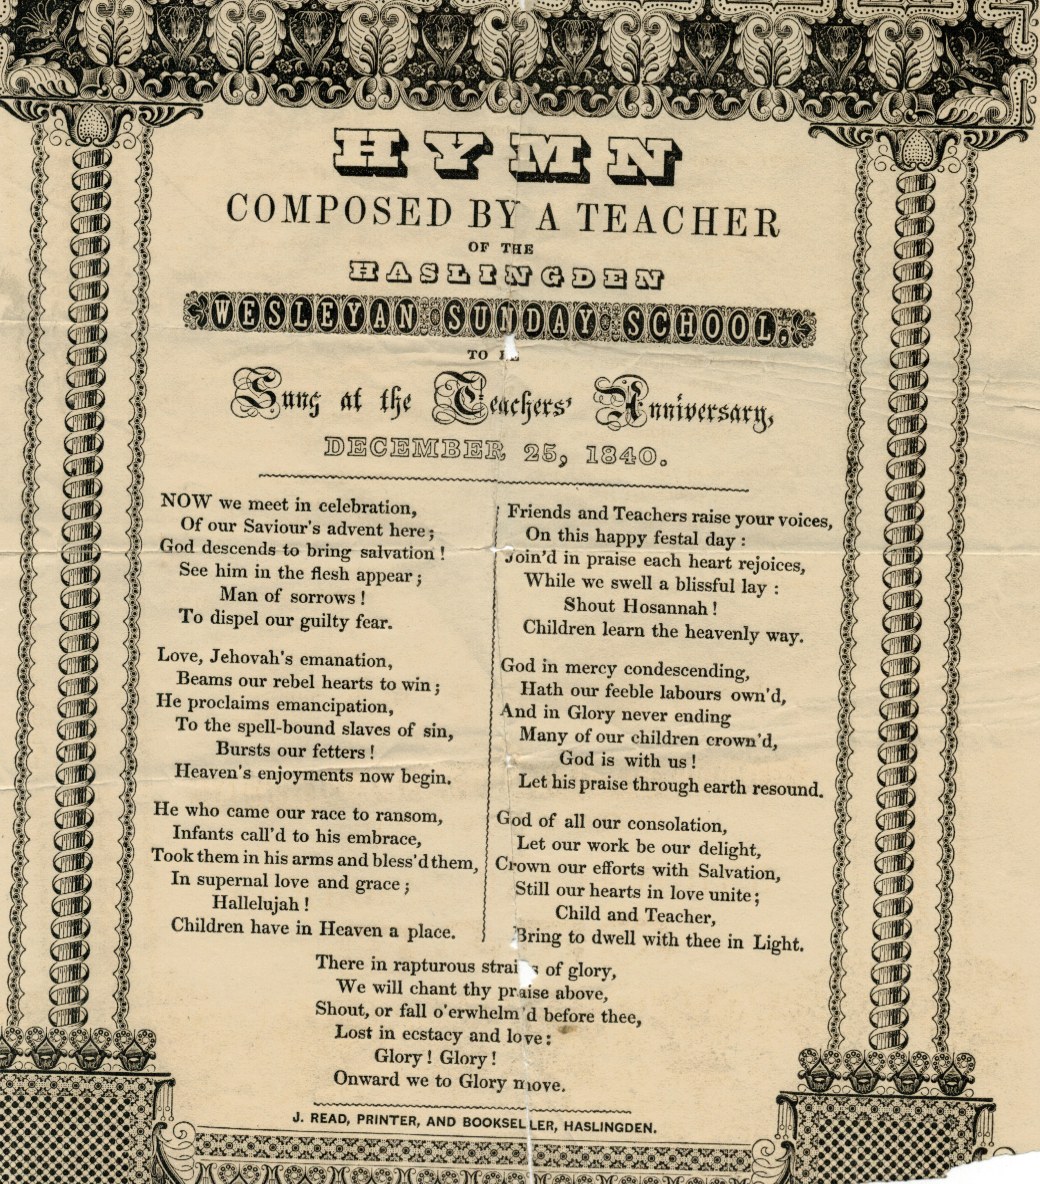 HYMN
COMPOSED BY A TEACHER
OF THE
HASLINGDEN
WESLEYAN SUNDAY SCHOOL,
TO BE
Sung at the Teachers' Anniversary,
DECEMBER 25, 1840.
NOW we meet in celebration,
Of our Saviour's advent here;
God descends to bring salvation!
See him in the flesh appear;
Man of sorrows!
To dispel our guilty fear.
Love, Jehovah's emanation,
Beams our rebel hearts to win;
He proclaims emancipation,
To the spell-bound slaves of sin,
Bursts our fetters!
Heaven's enjoyments now begin.
He who came our race to ransom,
Infants call'd to his embrace,
Took them in his arms and bless'd them,
In supernal love and grace;
Hallelujah!
Children have in Heaven a place.
Friends and Teachers raise your voices,
On this happy festal day:
Join'd in praise each heart rejoices,
While we swell a blissful lay:
Shout Hosannah!
Children learn the heavenly way.
God in mercy condescending,
Hath our feeble labours own'd,
And in Glory never ending
Many of our children crown'd,
God is with us!
Let his praise through earth resound.
God of all our consolation,
Let our work be our delight,
Crown our efforts with Salvation,
Still our hearts in love unite;
Child and Teacher,
Bring to dwell with thee in Light.
There in rapturous strains of glory,
We will chant thy praise above,
Shout, or fall o'erwhelm'd before thee,
Lost in ecstacy and love:
Glory! Glory!
Onward we to Glory move.
J. READ, PRINTER, AND BOOKSELLER, HASLINGDEN.